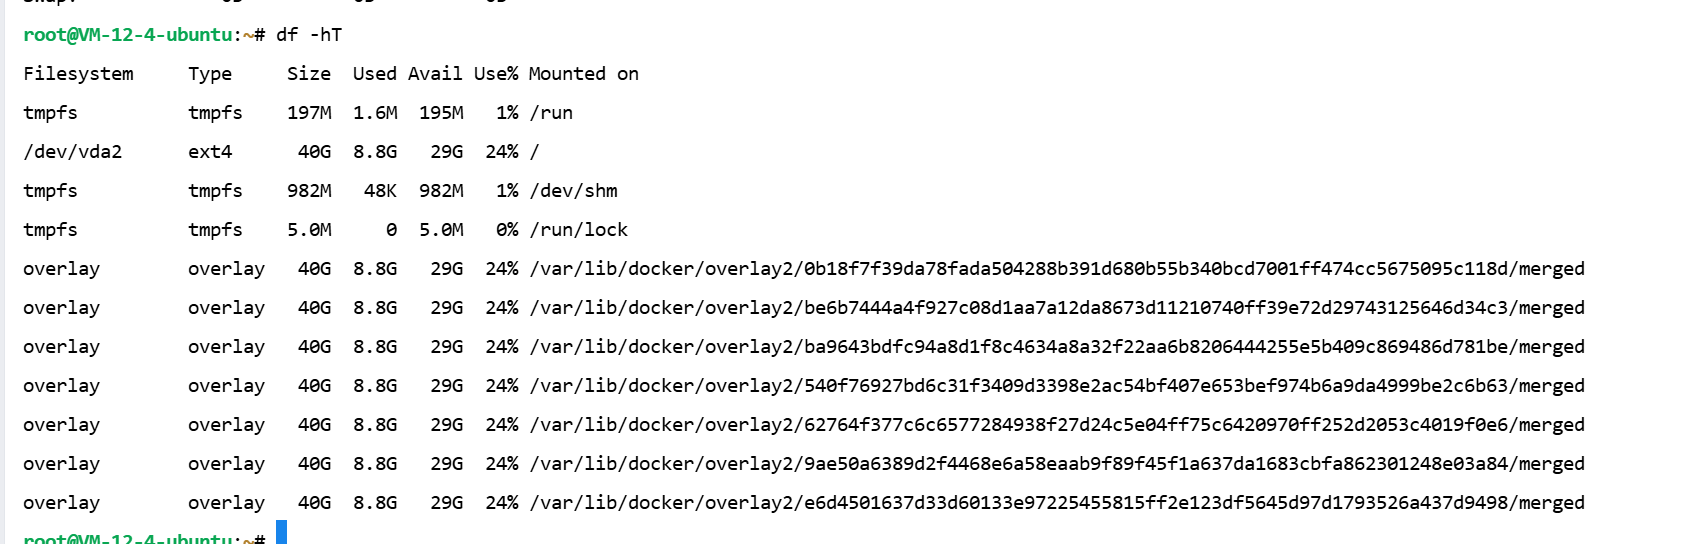 root@VM-12-4-ubuntu:~# df -hT
Filesystem     Type     Size  Used Avail Use% Mounted on
tmpfs          tmpfs    197M  1.6M  195M   1% /run
/dev/vda2      ext4      40G  8.8G   29G  24% /
tmpfs          tmpfs    982M   48K  982M   1% /dev/shm
tmpfs          tmpfs    5.0M     0  5.0M   0% /run/lock
overlay        overlay   40G  8.8G   29G  24% /var/lib/docker/overlay2/0b18f7f39da78fada504288b391d680b55b340bcd7001ff474cc5675095c118d/merged
overlay        overlay   40G  8.8G   29G  24% /var/lib/docker/overlay2/be6b7444a4f927c08d1aa7a12da8673d11210740ff39e72d29743125646d34c3/merged
overlay        overlay   40G  8.8G   29G  24% /var/lib/docker/overlay2/ba9643bdfc94a8d1f8c4634a8a32f22aa6b8206444255e5b409c869486d781be/merged
overlay        overlay   40G  8.8G   29G  24% /var/lib/docker/overlay2/540f76927bd6c31f3409d3398e2ac54bf407e653bef974b6a9da4999be2c6b63/merged
overlay        overlay   40G  8.8G   29G  24% /var/lib/docker/overlay2/62764f377c6c6577284938f27d24c5e04ff75c6420970ff252d2053c4019f0e6/merged
overlay        overlay   40G  8.8G   29G  24% /var/lib/docker/overlay2/9ae50a6389d2f4468e6a58eaab9f89f45f1a637da1683cbfa862301248e03a84/merged
overlay        overlay   40G  8.8G   29G  24% /var/lib/docker/overlay2/e6d4501637d33d60133e97225455815ff2e123df5645d97d1793526a437d9498/merged
root@VM-12-4-ubuntu:~#